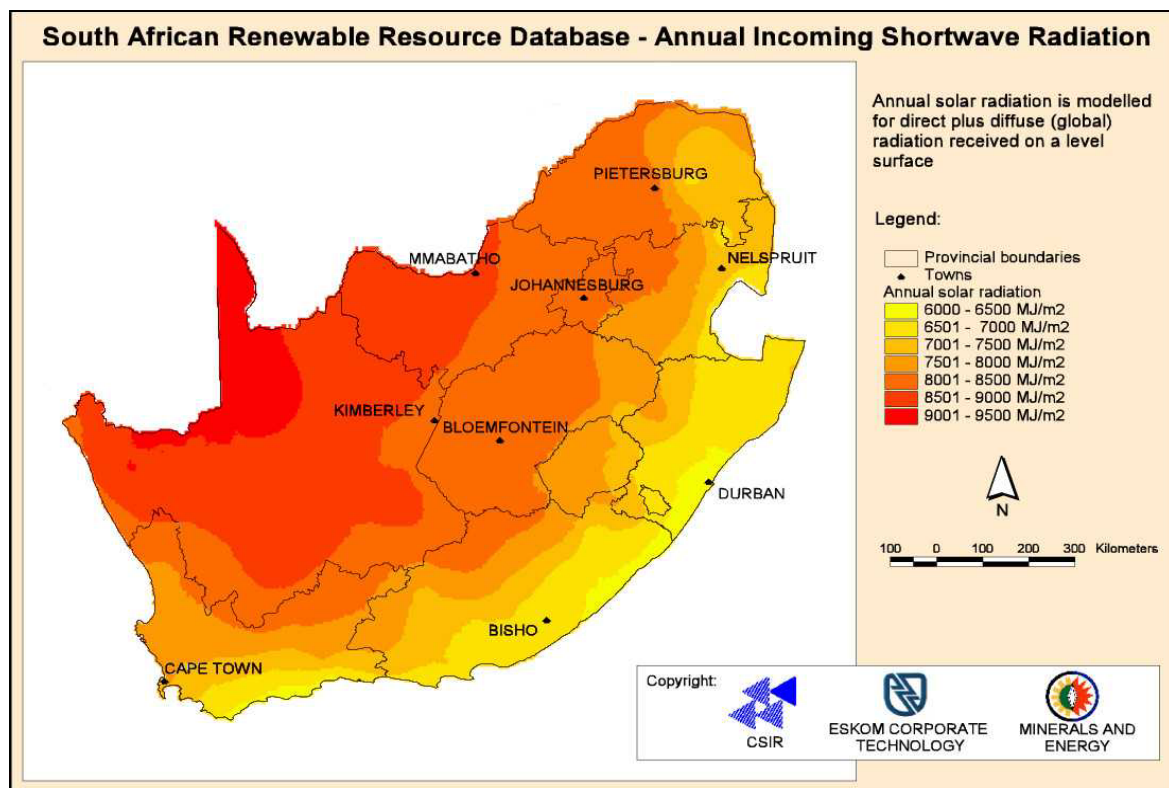 South African Renewable Resource Database - Annual Incoming Shortwave Radiation
Annual solar radiation is modelled
for direct plus diffuse (global)
radiation received on a level
surface
Legend:
Provincial boundaries
Towns
Annual solar radiation
6000 - 6500 MJ/m2
6501 - 7000 MJ/m2
7001 - 7500 MJ/m2
7501 - 8000 MJ/m2
8001 - 8500 MJ/m2
8501 - 9000 MJ/m2
9001 - 9500 MJ/m2
N
100 0 100 200 300 Kilometers
PIETERSBURG
MMABATHO
NELSPRUIT
JOHANNESBURG
KIMBERLEY
BLOEMFONTEIN
DURBAN
BISHO
CAPE TOWN
Copyright:
CSIR
ESKOM CORPORATE
TECHNOLOGY
MINERALS AND
ENERGY